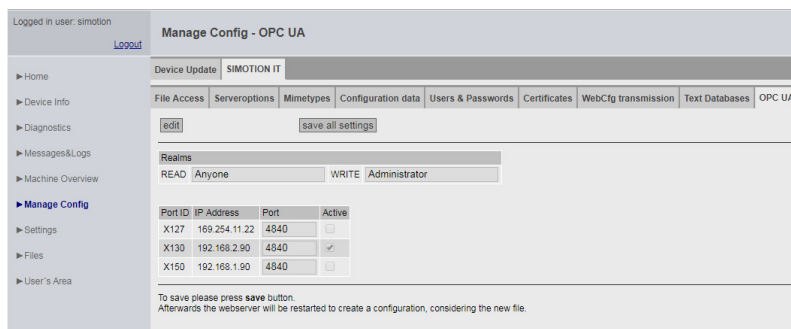 Logged in user: simotion
Logout
Manage Config - OPC UA
Device Update SIMOTION IT
File Access Serveroptions Mimetypes Configuration data Users & Passwords Certificates WebCfg transmission Text Databases OPC UA
►Home
►Device Info
►Diagnostics
►Messages&Logs
►Machine Overview
►Manage Config
►Settings
►Files
►User´s Area
edit save all settings
Realms
READ Anyone WRITE Administrator
Port ID IP Address Port Active
X127 169.254.11.22 4840
X130 192.168.2.90 4840
X150 192.168.1.90 4840
To save please press save button.
Afterwards the webserver will be restarted to create a configuration, considering the new file.